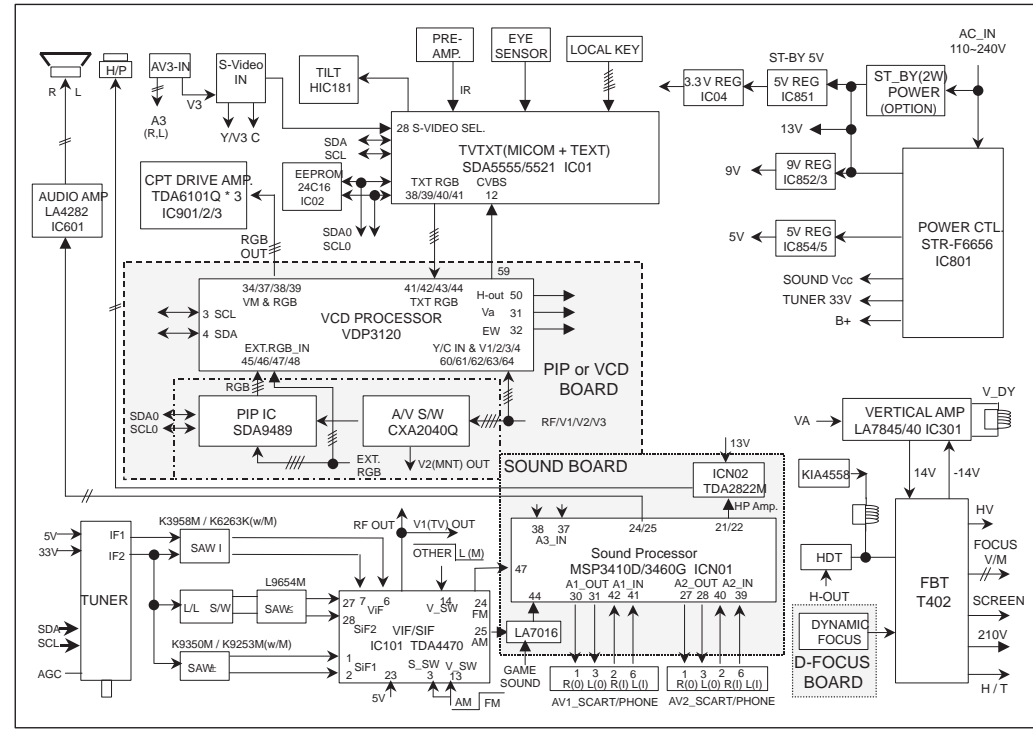 R L
H/P
AV3-IN
V3
A3
(R,L)
S-Video
IN
Y/V3 C
TILT
HIC181
PRE-
AMP.
IR
EYE
SENSOR
LOCAL KEY
28 S-VIDEO SEL.
TVTXT(MICOM + TEXT)
SDA5555/5521 IC01
TXT RGB
38/39/40/41
CVBS
12
SDA
SCL
EEPROM
24C16
IC02
SDA0
SCL0
CPT DRIVE AMP.
TDA6101Q * 3
IC901/2/3
RGB
OUT
AUDIO AMP
LA4282
IC601
AC_IN
110~240V
ST-BY 5V
3.3 V REG
IC04
5V REG
IC851
ST_BY(2W)
POWER
(OPTION)
13V
9V
9V REG
IC852/3
5V
5V REG
IC854/5
POWER CTL.
STR-F6656
IC801
SOUND Vcc
TUNER 33V
B+
59
34/37/38/39
VM & RGB
41/42/43/44
TXT RGB
H-out 50
Va 31
EW 32
3 SCL
4 SDA
VCD PROCESSOR
VDP3120
EXT.RGB_IN
45/46/47/48
Y/C IN & V1/2/3/4
60/61/62/63/64
PIP or VCD
BOARD
RGB
SDA0
SCL0
PIP IC
SDA9489
A/V S/W
CXA2040Q
RF/V1/V2/V3
EXT.
RGB
V2(MNT) OUT
SOUND BOARD
13V
ICN02
TDA2822M
HP Amp.
38 37
A3_IN
24/25
21/22
Sound Processor
MSP3410D/3460G ICN01
47
44
A1_OUT A1_IN
30 31 42 41
A2_OUT A2_IN
27 28 40 39
LA7016
GAME
SOUND
1 3 2 6
R(0) L(0) R(I) L(I)
AV1_SCART/PHONE
1 3 2 6
R(0) L(0) R(I) L(I)
AV2_SCART/PHONE
5V
33V
TUNER
IF1
IF2
SDA
SCL
AGC
K3958M / K6263K(w/M)
SAW I
L9654M
L/L S/W
SAW
K9350M / K9253M(w/M)
SAW
RF OUT
V1(TV) OUT
OTHER L (M)
27 7 ViF 6
14
V_SW
24
FM
28
SiF2
25
AM
VIF/SIF
IC101 TDA4470
1
SiF1
2
23
S_SW
3
V_SW
13
5V
AM FM
VA
VERTICAL AMP
LA7845/40 IC301
V_DY
14V
-14V
KIA4558
HDT
H-OUT
FBT
T402
DYNAMIC
FOCUS
D-FOCUS
BOARD
HV
FOCUS
V/M
SCREEN
210V
H / T